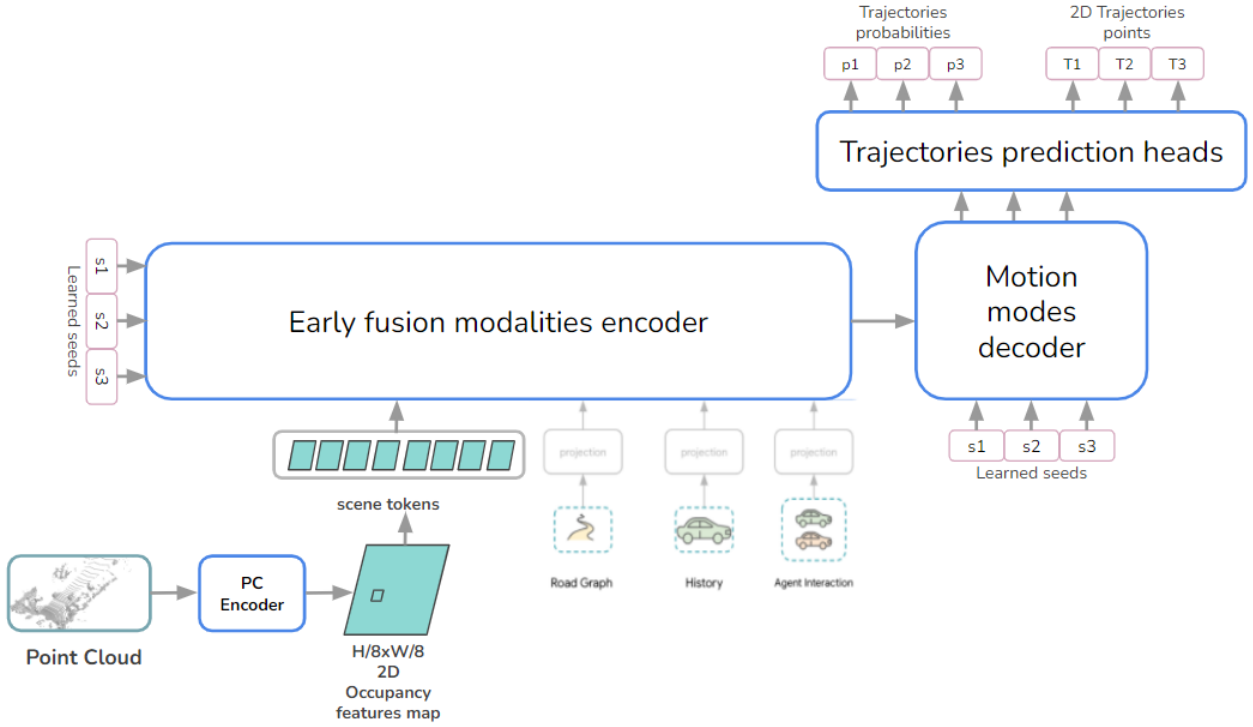 Trajectories
probabilities
2D Trajectories
points
p1 p2 p3
T1 T2 T3
Trajectories prediction heads
Learned seeds
s1
s2
s3
Early fusion modalities encoder
Motion
modes
decoder
s1 s2 s3
Learned seeds
projection
projection
projection
scene tokens
Road Graph
History
Agent Interaction
PC
Encoder
Point Cloud
H/8xW/8
2D
Occupancy
features map